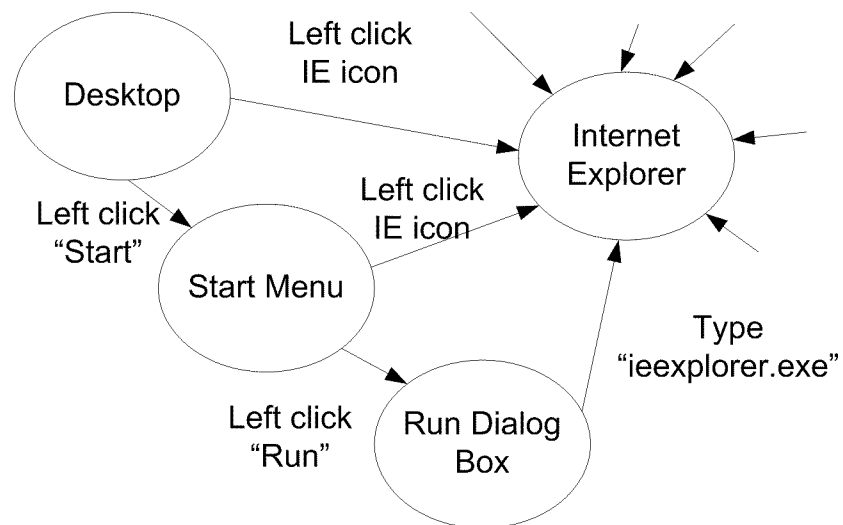 Left click
IE icon
Desktop
Internet
Explorer
Left click
IE icon
Left click
“Start”
Start Menu
Type
“ieexplorer.exe”
Left click
“Run”
Run Dialog
Box